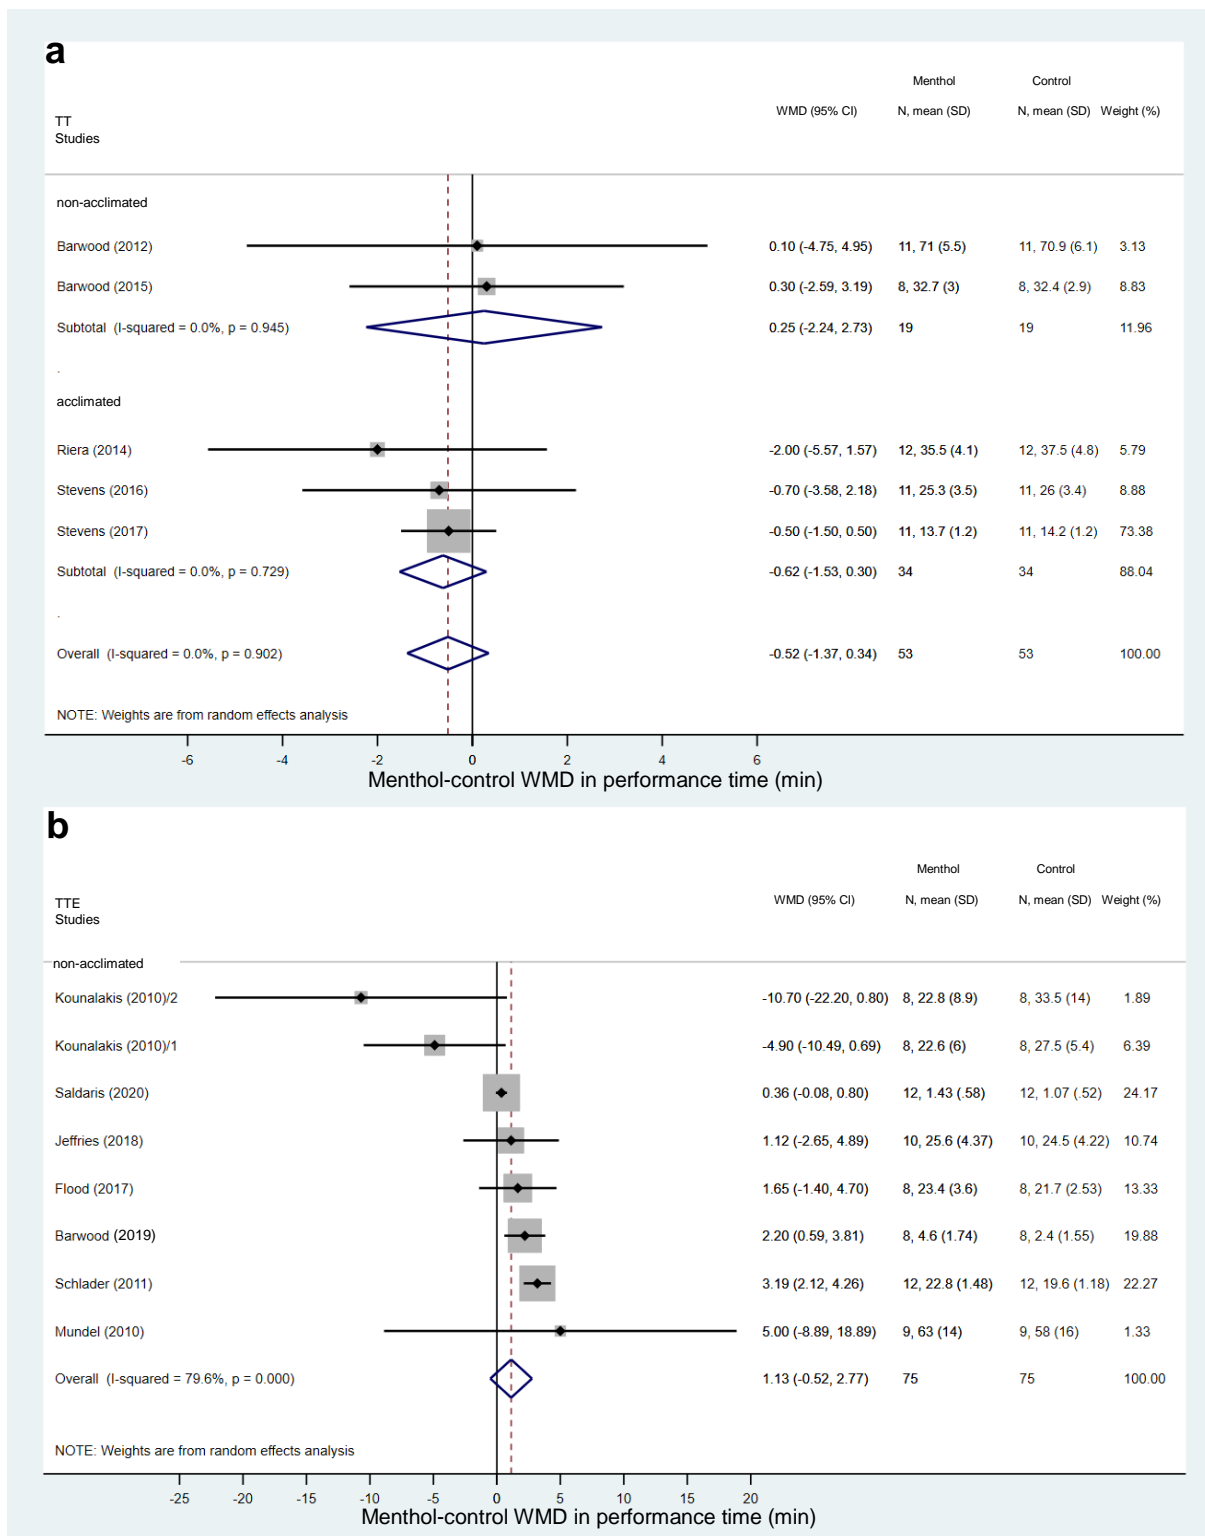 a
Menthol Control
WMD (95% CI) N, mean (SD) N, mean (SD) Weight (%)
TT
Studies
non-acclimated
Barwood (2012) 0.10 (-4.75, 4.95) 11, 71 (5.5) 11, 70.9 (6.1) 3.13
Barwood (2015) 0.30 (-2.59, 3.19) 8, 32.7 (3) 8, 32.4 (2.9) 8.83
Subtotal (I-squared = 0.0%, p = 0.945) 0.25 (-2.24, 2.73) 19 19 11.96
.
acclimated
Riera (2014) -2.00 (-5.57, 1.57) 12, 35.5 (4.1) 12, 37.5 (4.8) 5.79
Stevens (2016) -0.70 (-3.58, 2.18) 11, 25.3 (3.5) 11, 26 (3.4) 8.88
Stevens (2017) -0.50 (-1.50, 0.50) 11, 13.7 (1.2) 11, 14.2 (1.2) 73.38
Subtotal (I-squared = 0.0%, p = 0.729) -0.62 (-1.53, 0.30) 34 34 88.04
.
Overall (I-squared = 0.0%, p = 0.902) -0.52 (-1.37, 0.34) 53 53 100.00
NOTE: Weights are from random effects analysis
-6 -4 -2 0 2 4 6
Menthol-control WMD in performance time (min)
b
Menthol Control
WMD (95% CI) N, mean (SD) N, mean (SD) Weight (%)
TTE
Studies
non-acclimated
Kounalakis (2010)/2 -10.70 (-22.20, 0.80) 8, 22.8 (8.9) 8, 33.5 (14) 1.89
Kounalakis (2010)/1 -4.90 (-10.49, 0.69) 8, 22.6 (6) 8, 27.5 (5.4) 6.39
Saldaris (2020) 0.36 (-0.08, 0.80) 12, 1.43 (.58) 12, 1.07 (.52) 24.17
Jeffries (2018) 1.12 (-2.65, 4.89) 10, 25.6 (4.37) 10, 24.5 (4.22) 10.74
Flood (2017) 1.65 (-1.40, 4.70) 8, 23.4 (3.6) 8, 21.7 (2.53) 13.33
Barwood (2019) 2.20 (0.59, 3.81) 8, 4.6 (1.74) 8, 2.4 (1.55) 19.88
Schlader (2011) 3.19 (2.12, 4.26) 12, 22.8 (1.48) 12, 19.6 (1.18) 22.27
Mundel (2010) 5.00 (-8.89, 18.89) 9, 63 (14) 9, 58 (16) 1.33
Overall (I-squared = 79.6%, p = 0.000) 1.13 (-0.52, 2.77) 75 75 100.00
NOTE: Weights are from random effects analysis
-25 -20 -15 -10 -5 0 5 10 15 20
Menthol-control WMD in performance time (min)